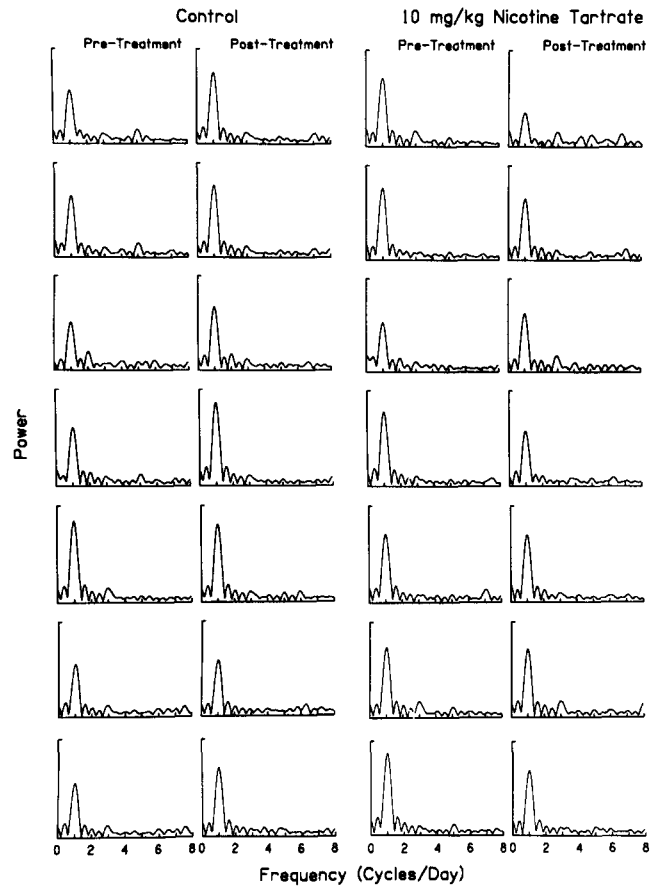 Control 10 mg/kg Nicotine Tartrate
Pre-Treatment Post-Treatment Pre-Treatment Post-Treatment
Power
0 2 4 6 8 0 2 4 6 8 0 2 4 6 8 0 2 4 6 8
Frequency (Cycles/Day)